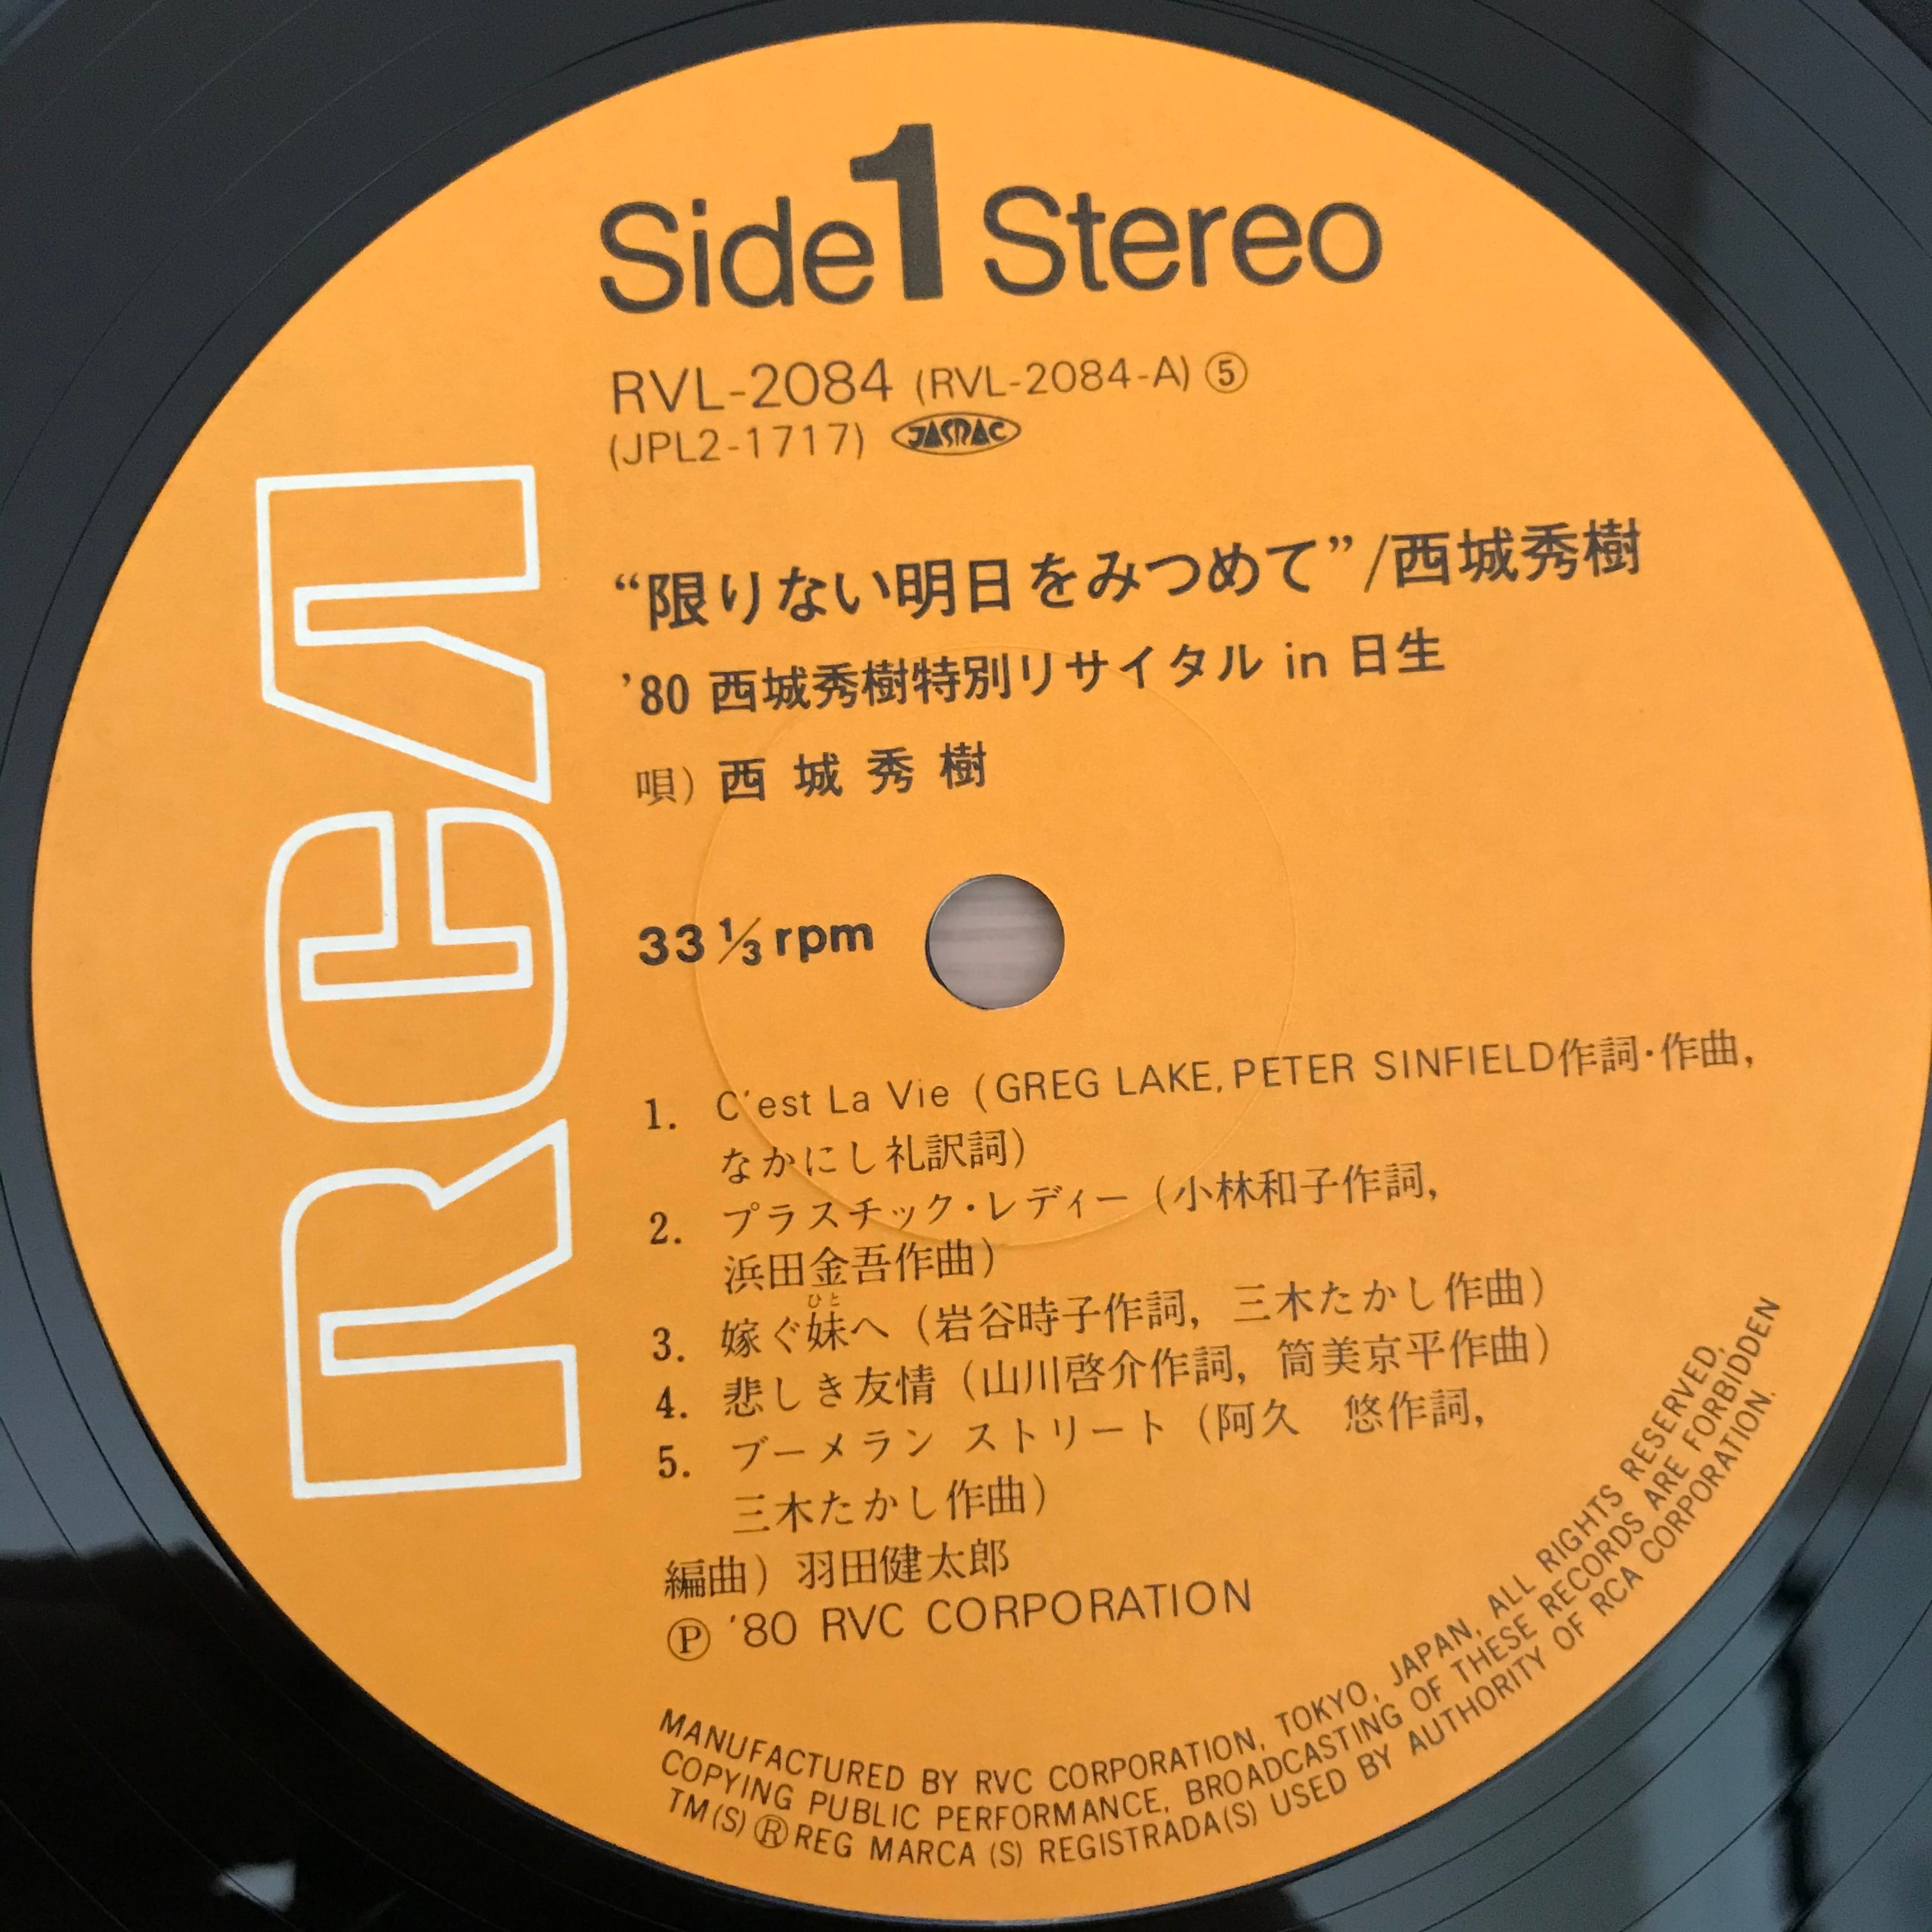 Side 1 Stereo
RVL-2084 (RVL-2084-A) ⑤
(JPL2-1717) JASRAC
“限りない明日をみつめて”/西城秀樹
’80 西城秀樹特別リサイタル in 日生
唄) 西城秀樹
RCA
33 1/3 rpm
1. C'est La Vie (GREG LAKE, PETER SINFIELD作詞・作曲,
なかにし礼訳詞)
2. プラスチック・レディー (小林和子作詞,
浜田金吾作曲)
ひと
3. 嫁ぐ妹へ (岩谷時子作詞, 三木たかし作曲)
4. 悲しき友情 (山川啓介作詞, 筒美京平作曲)
5. ブーメラン ストリート (阿久 悠作詞,
三木たかし作曲)
編曲) 羽田健太郎
Ⓟ '80 RVC CORPORATION
MANUFACTURED BY RVC CORPORATION, TOKYO, JAPAN, ALL RIGHTS RESERVED,
COPYING PUBLIC PERFORMANCE, BROADCASTING OF THESE RECORDS ARE FORBIDDEN
TM(S) ® REG MARCA (S) REGISTRADA(S) USED BY AUTHORITY OF RCA CORPORATION.